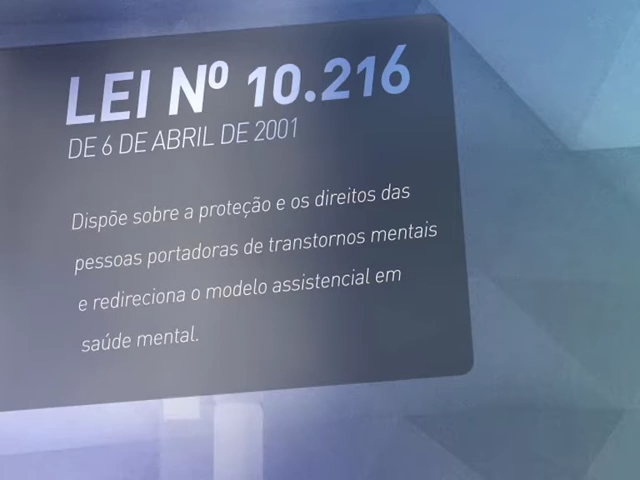 LEI Nº 10.216
DE 6 DE ABRIL DE 2001
Dispõe sobre a proteção e os direitos das
pessoas portadoras de transtornos mentais
e redireciona o modelo assistencial em
saúde mental.